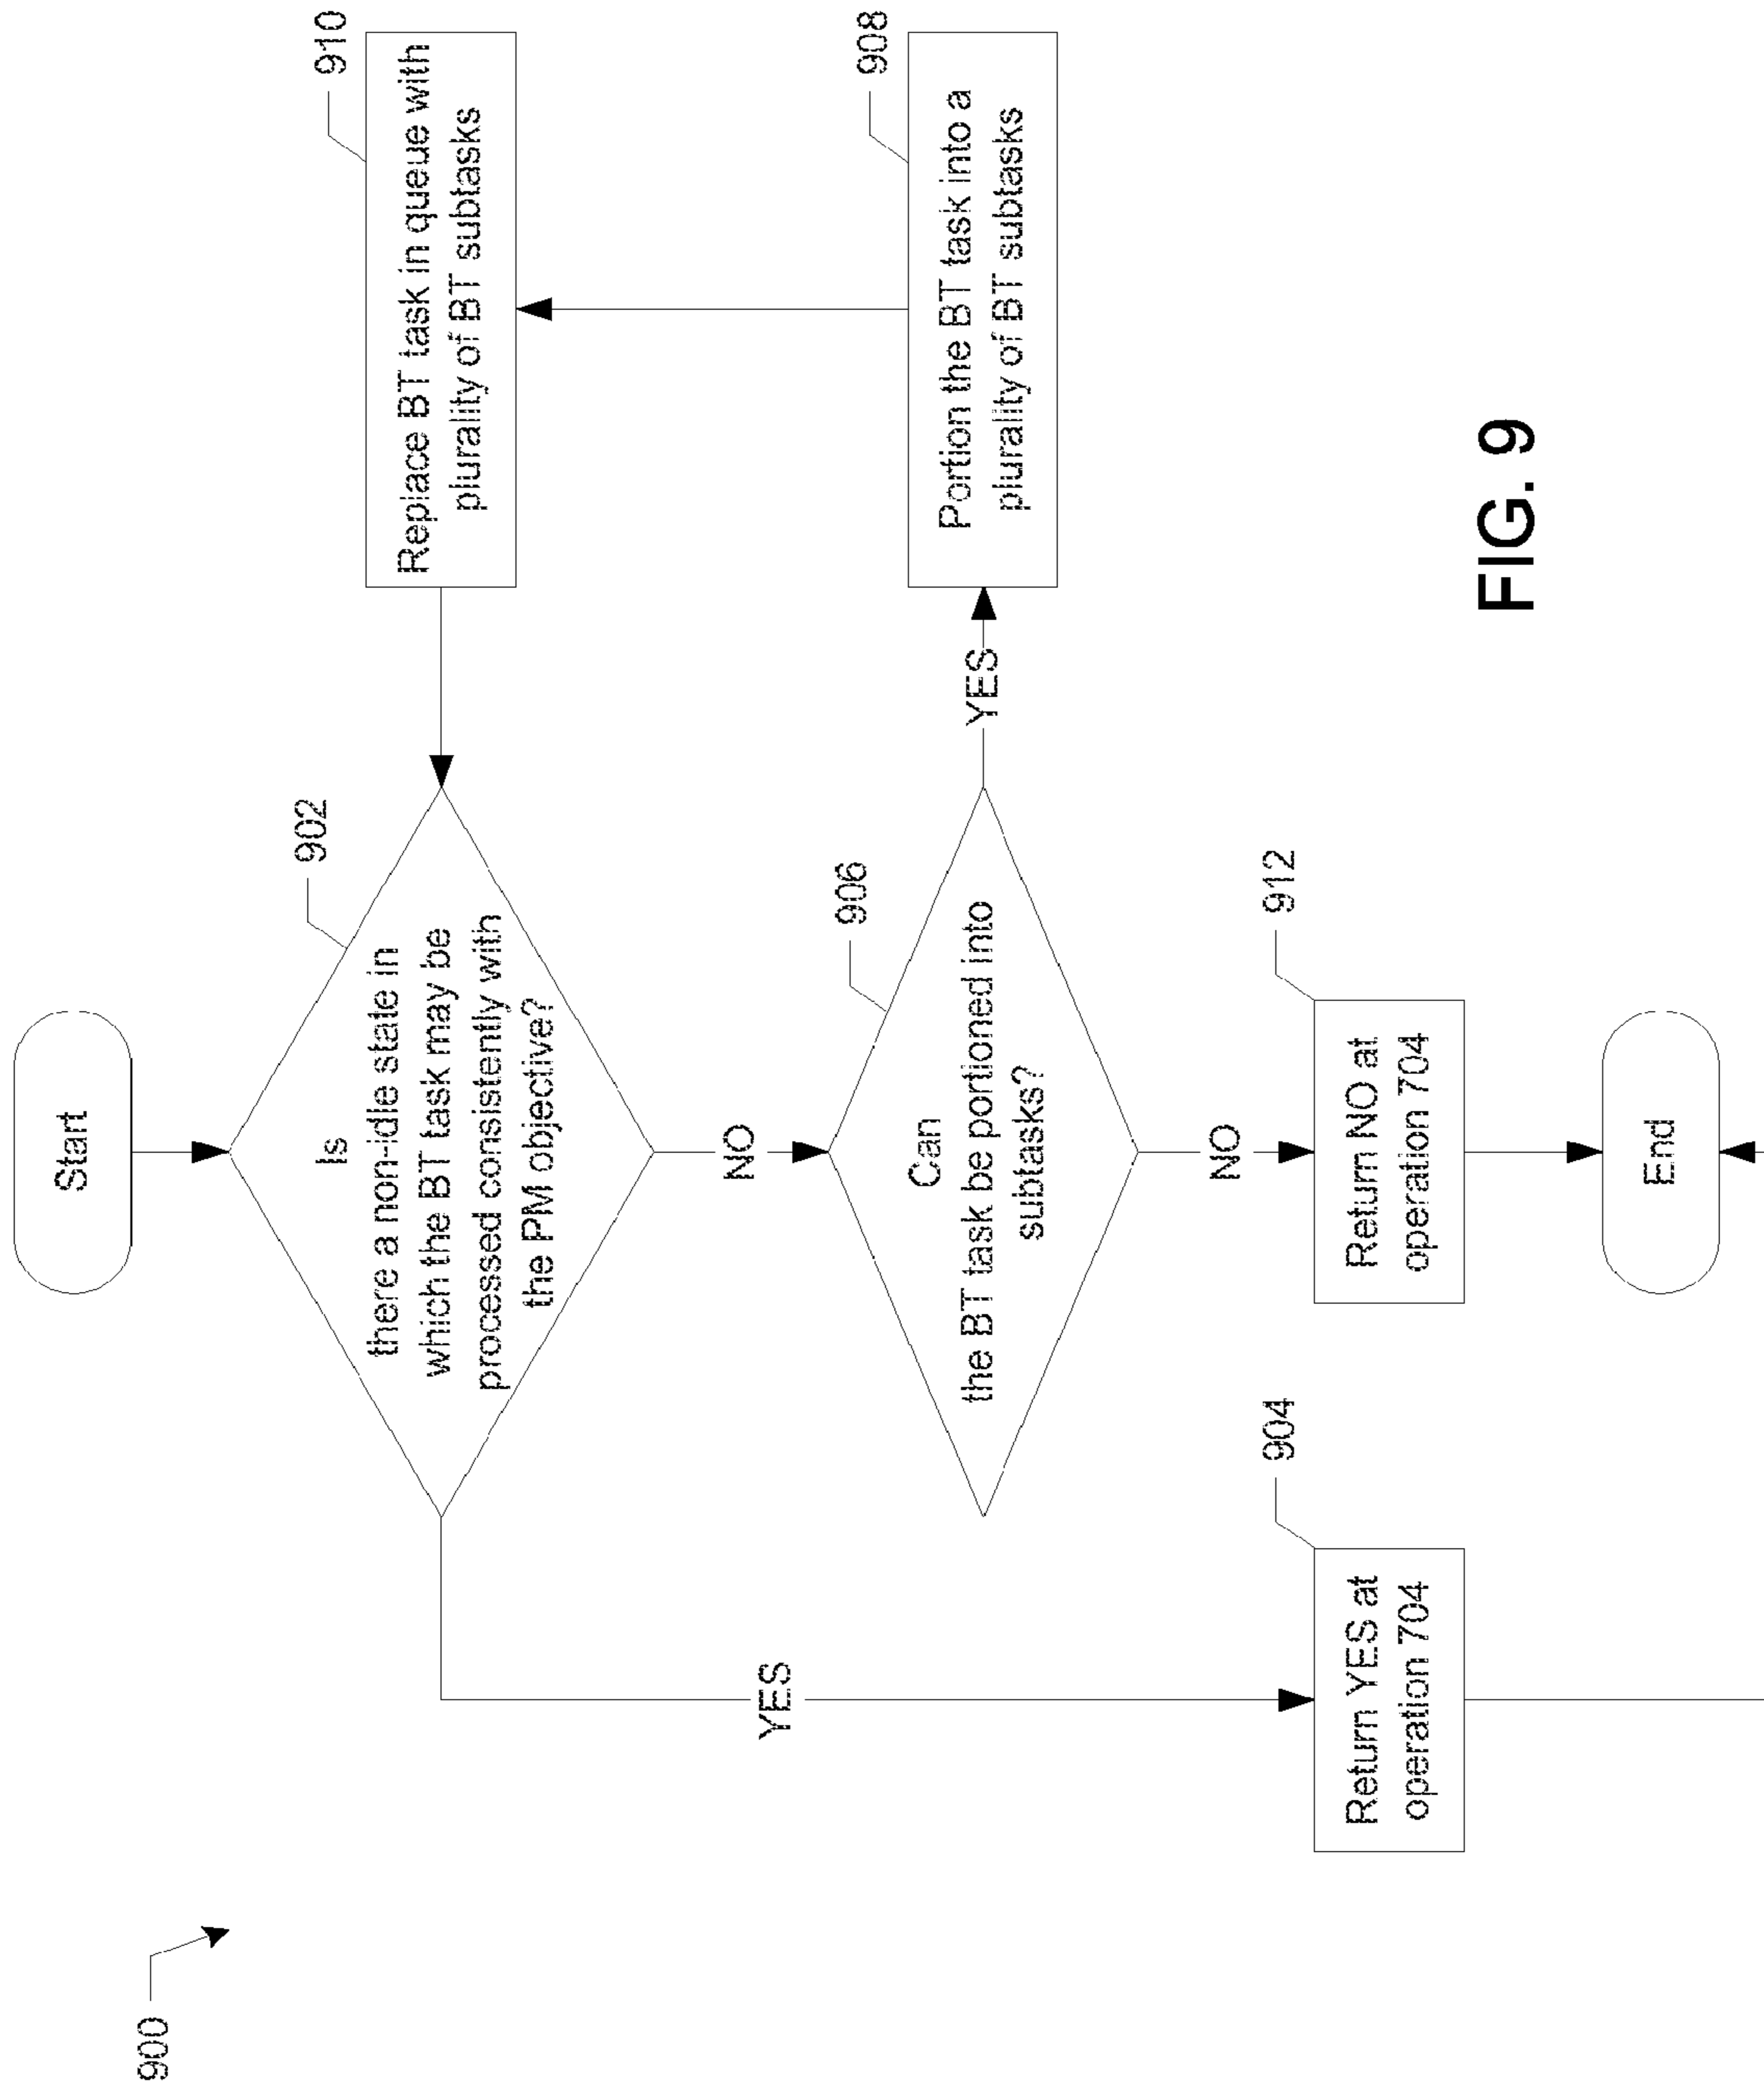 900
Start
902
Is
there a non-idle state in
which the BT task may be
processed consistently with
the PM objective?
910
Replace BT task in queue with
plurality of BT subtasks
YES
NO
906
Can
the BT task be portioned into
subtasks?
YES
908
Portion the BT task into a
plurality of BT subtasks
NO
904
Return YES at
operation 704
912
Return NO at
operation 704
End
FIG. 9